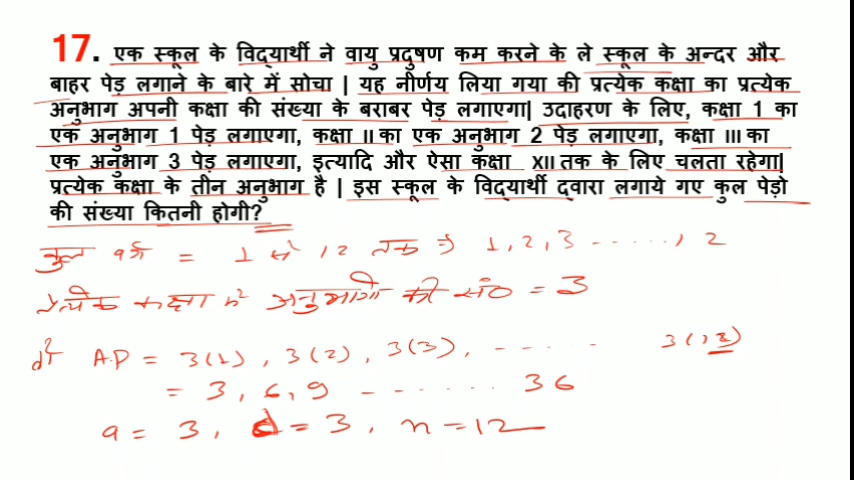 17. एक स्कूल के विद्यार्थी ने वायु प्रदुषण कम करने के ले स्कूल के अन्दर और
बाहर पेड़ लगाने के बारे में सोचा | यह नीर्णय लिया गया की प्रत्येक कक्षा का प्रत्येक
अनुभाग अपनी कक्षा की संख्या के बराबर पेड़ लगाएगा| उदाहरण के लिए, कक्षा 1 का
एक अनुभाग 1 पेड़ लगाएगा, कक्षा II का एक अनुभाग 2 पेड़ लगाएगा, कक्षा III का
एक अनुभाग 3 पेड़ लगाएगा, इत्यादि और ऐसा कक्षा XII तक के लिए चलता रहेगा|
प्रत्येक कक्षा के तीन अनुभाग है | इस स्कूल के विद्यार्थी द्वारा लगाये गए कुल पेड़ो
की संख्या कितनी होगी?
कुल = 1 से 12 तक ⇒ 1, 2, 3 ......, 12
प्रत्येक कक्षा में अनुभागों की सं० = 3
A.P = 3(1), 3(2), 3(3), ...... 3(12)
= 3, 6, 9 ........ 36
a = 3, d = 3, n = 12